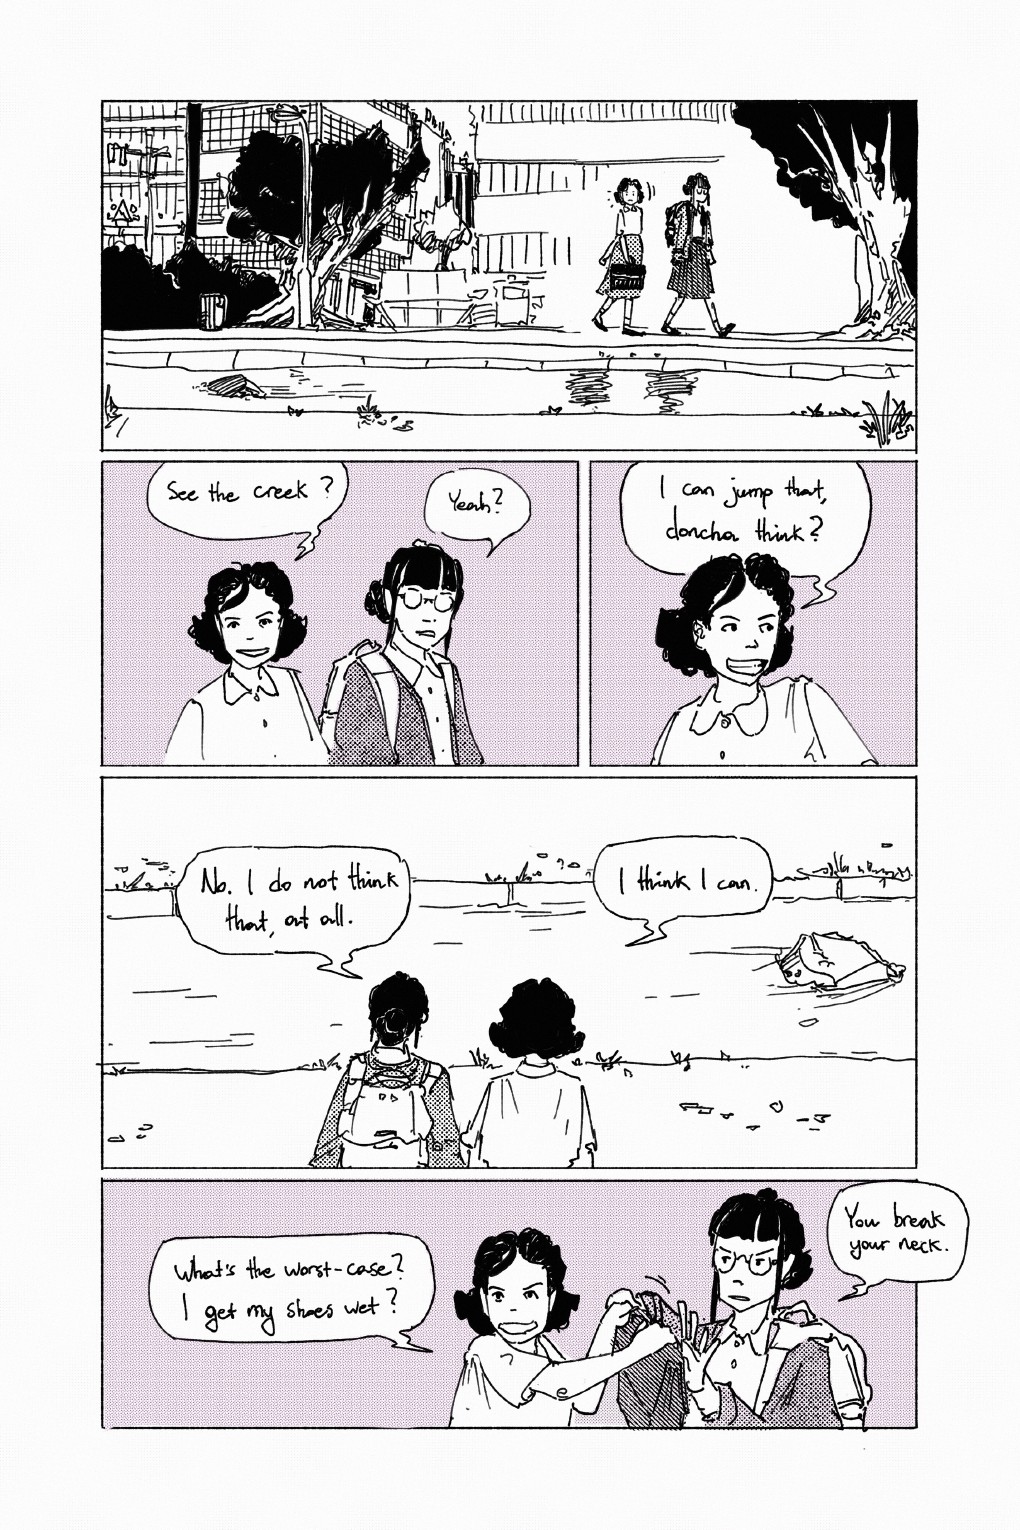 See the creek?
Yeah?
I can jump that,
doncha think?
No. I do not think
that, at all.
I think I can.
What's the worst-case?
I get my shoes wet?
You break
your neck.